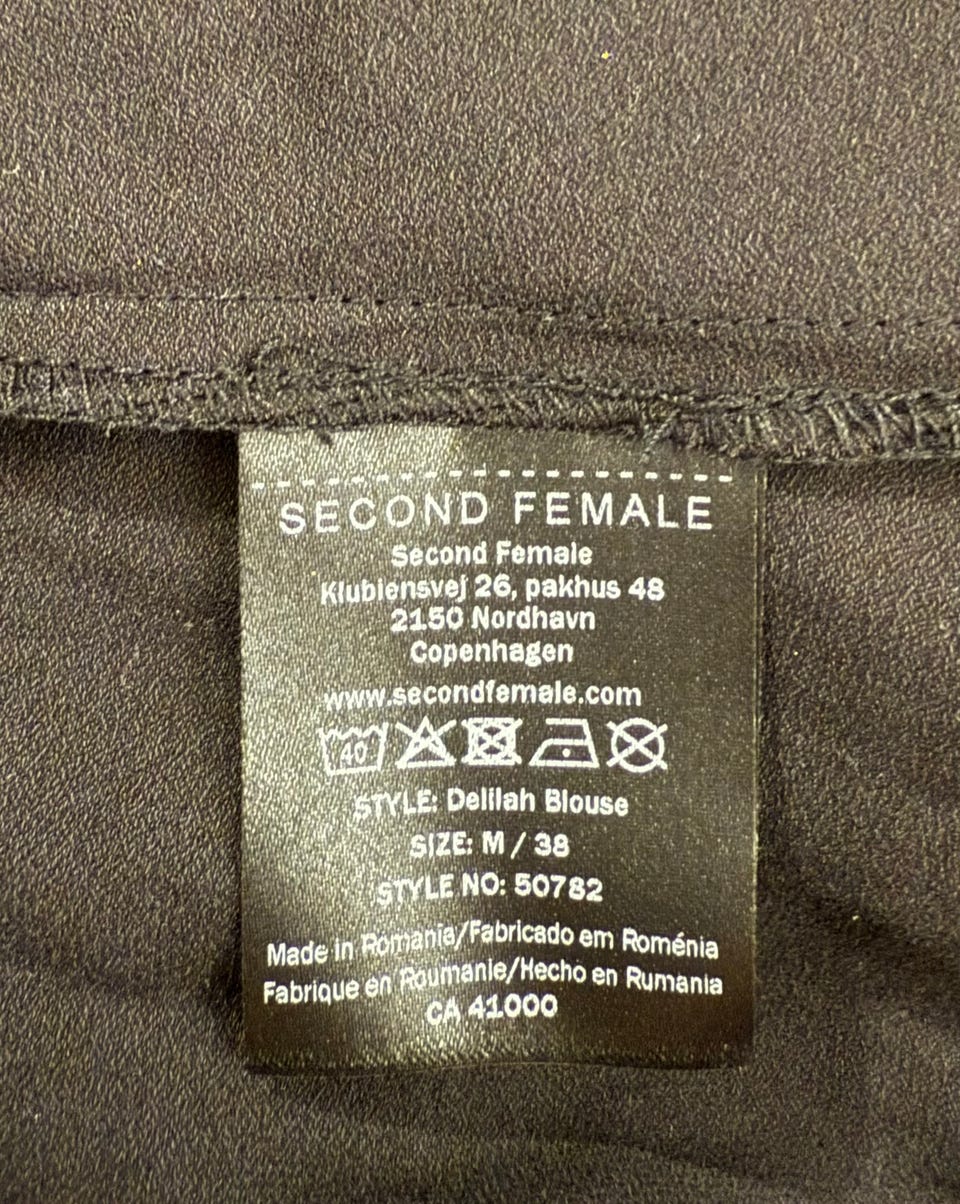 SECOND FEMALE
Second Female
Klubiensvej 26, pakhus 48
2150 Nordhavn
Copenhagen
www.secondfemale.com
40
STYLE: Delilah Blouse
SIZE: M / 38
STYLE NO: 50782
Made in Romania/Fabricado em Roménia
Fabrique en Roumanie/Hecho en Rumania
CA 41000